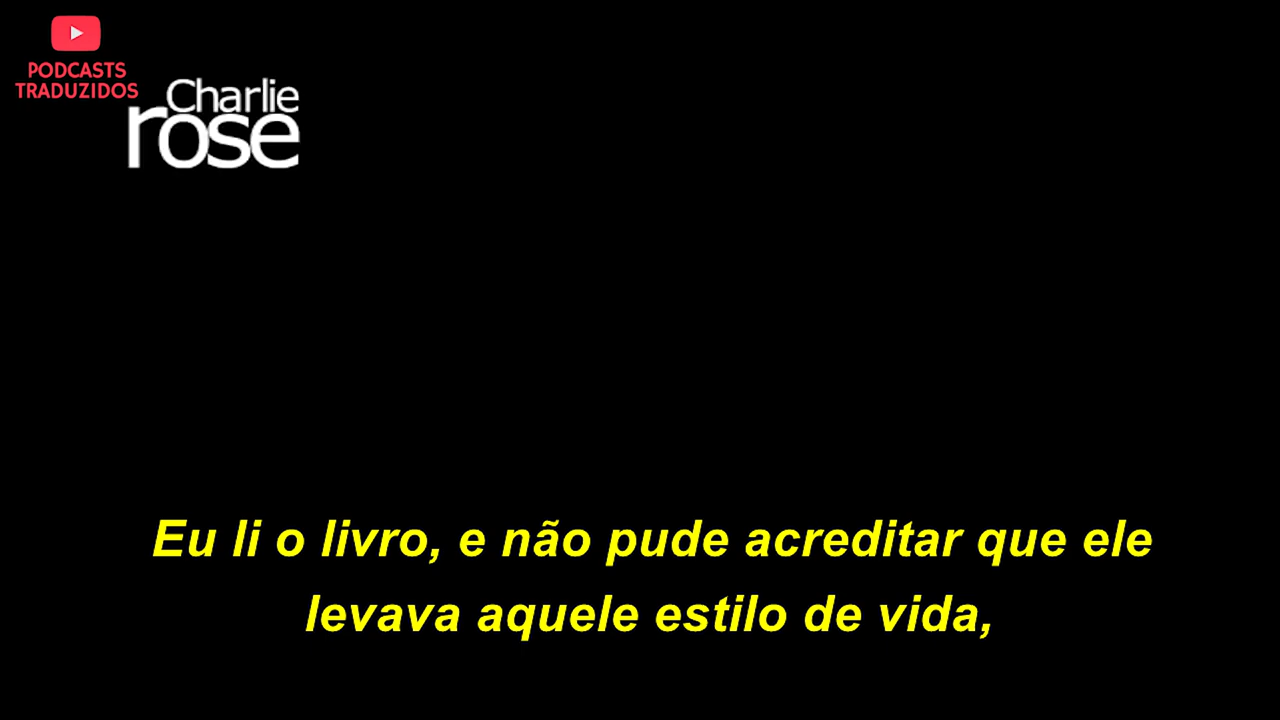 PODCASTS
TRADUZIDOS
Charlie
rose
Eu li o livro, e não pude acreditar que ele
levava aquele estilo de vida,